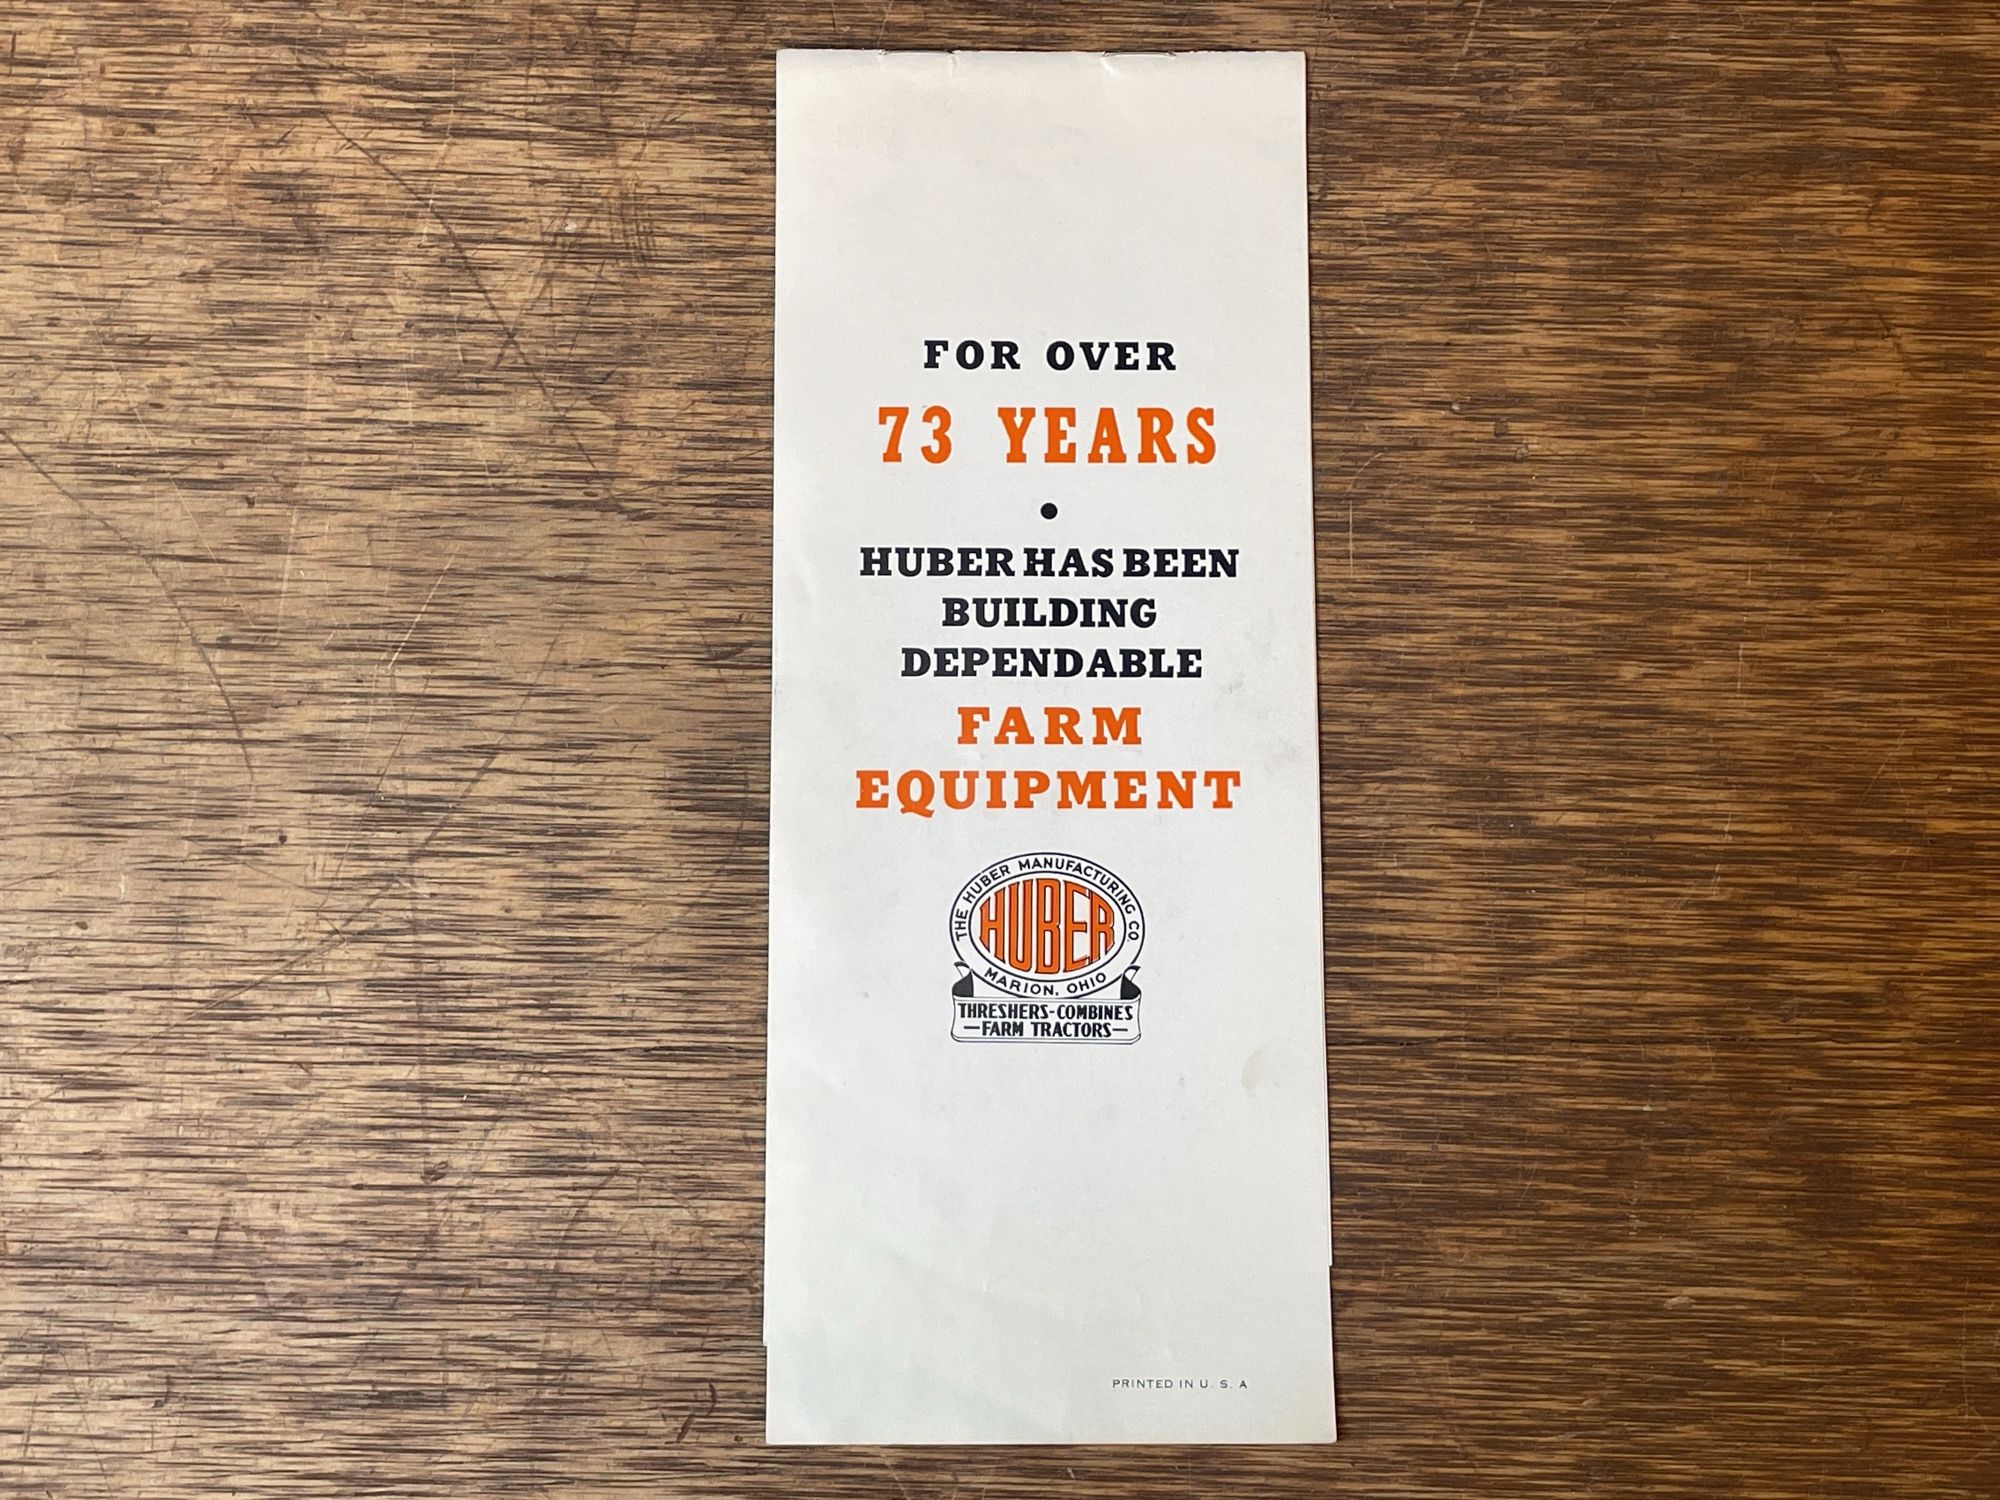 FOR OVER
73 YEARS
•
HUBER HAS BEEN
BUILDING
DEPENDABLE
FARM
EQUIPMENT
THE HUBER MANUFACTURING CO.
HUBER
MARION, OHIO
THRESHERS-COMBINES
—FARM TRACTORS—
PRINTED IN U. S. A